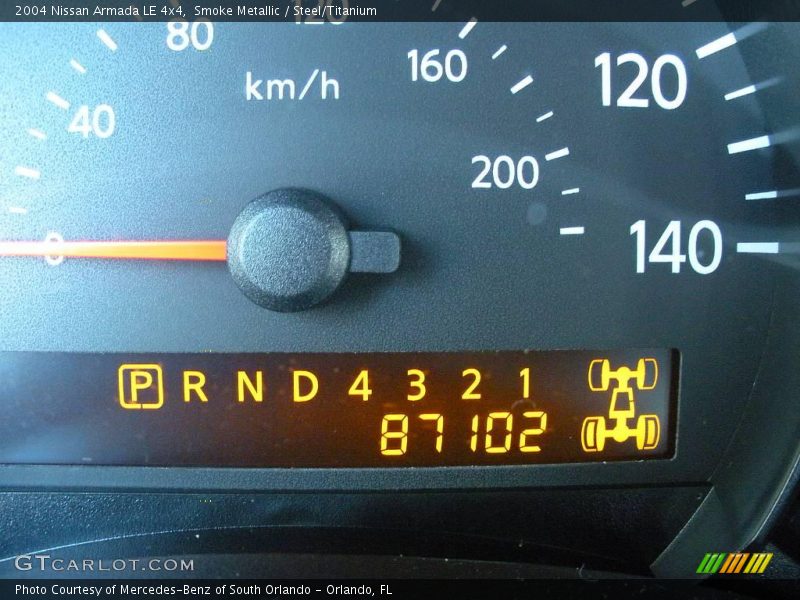 2004 Nissan Armada LE 4x4, Smoke Metallic / Steel/Titanium
120
80
160
120
km/h
40
200
0
140
P R N D 4 3 2 1
87102
GTCARLOT.COM
Photo Courtesy of Mercedes-Benz of South Orlando - Orlando, FL